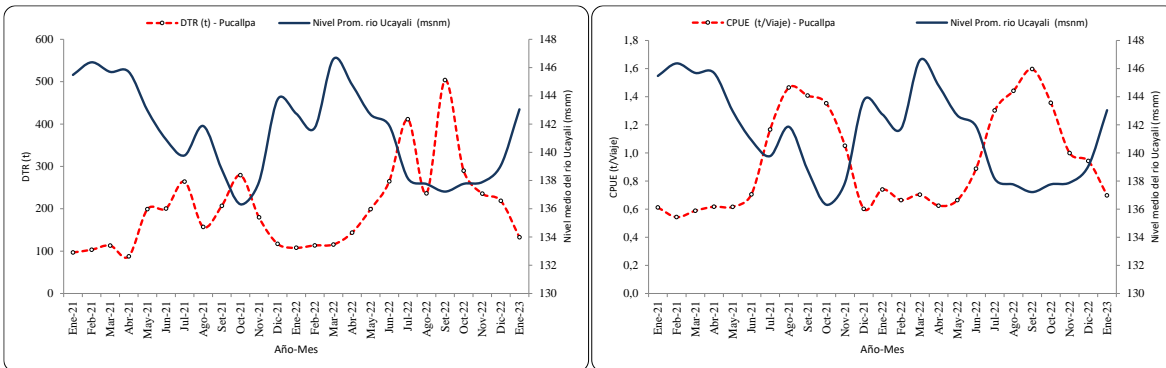 DTR (t) - Pucallpa
Nivel Prom. rio Ucayali (msnm)
600
500
400
300
200
100
0
DTR (t)
148
146
144
142
140
138
136
134
132
130
Nivel medio del rio Ucayali (msnm)
Ene-21
Feb-21
Mar-21
Abr-21
May-21
Jun-21
Jul-21
Ago-21
Set-21
Oct-21
Nov-21
Dic-21
Ene-22
Feb-22
Mar-22
Abr-22
May-22
Jun-22
Jul-22
Ago-22
Set-22
Oct-22
Nov-22
Dic-22
Ene-23
Año-Mes
CPUE (t/Viaje) - Pucallpa
Nivel Prom. rio Ucayali (msnm)
1,8
1,6
1,4
1,2
1,0
0,8
0,6
0,4
0,2
0,0
CPUE (t/Viaje)
148
146
144
142
140
138
136
134
132
130
Nivel medio del rio Ucayali (msnm)
Ene-21
Feb-21
Mar-21
Abr-21
May-21
Jun-21
Jul-21
Ago-21
Set-21
Oct-21
Nov-21
Dic-21
Ene-22
Feb-22
Mar-22
Abr-22
May-22
Jun-22
Jul-22
Ago-22
Set-22
Oct-22
Nov-22
Dic-22
Ene-23
Año-Mes